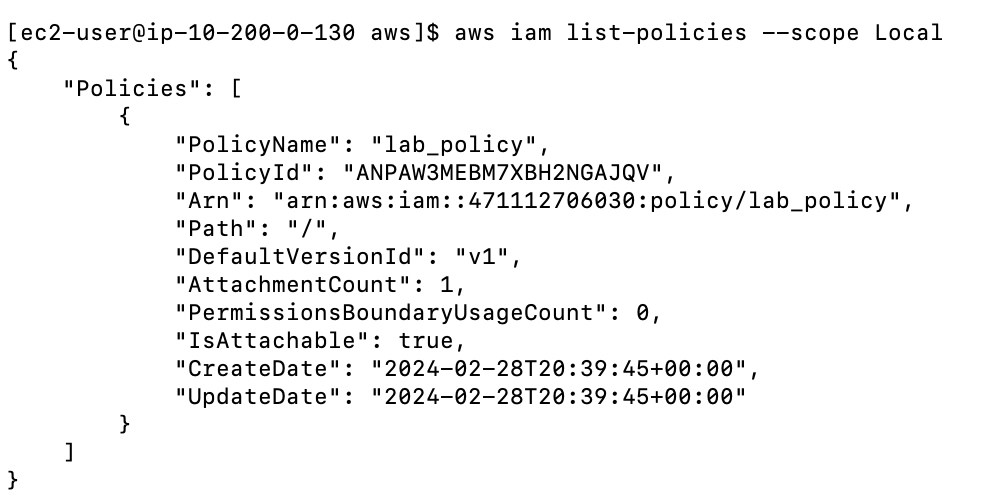 [ec2-user@ip-10-200-0-130 aws]$ aws iam list-policies --scope Local
{
    "Policies": [
        {
            "PolicyName": "lab_policy",
            "PolicyId": "ANPAW3MEBM7XBH2NGAJQV",
            "Arn": "arn:aws:iam::471112706030:policy/lab_policy",
            "Path": "/",
            "DefaultVersionId": "v1",
            "AttachmentCount": 1,
            "PermissionsBoundaryUsageCount": 0,
            "IsAttachable": true,
            "CreateDate": "2024-02-28T20:39:45+00:00",
            "UpdateDate": "2024-02-28T20:39:45+00:00"
        }
    ]
}